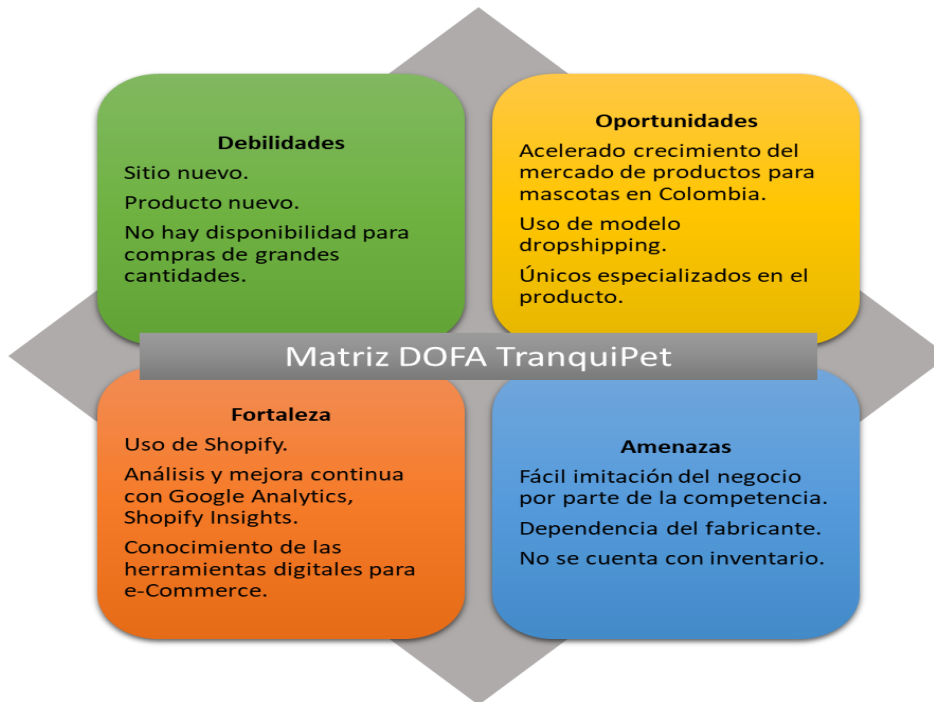 Debilidades
Sitio nuevo.
Producto nuevo.
No hay disponibilidad para
compras de grandes
cantidades.
Oportunidades
Acelerado crecimiento del
mercado de productos para
mascotas en Colombia.
Uso de modelo
dropshipping.
Únicos especializados en el
producto.
Matriz DOFA TranquiPet
Fortaleza
Uso de Shopify.
Análisis y mejora continua
con Google Analytics,
Shopify Insights.
Conocimiento de las
herramientas digitales para
e-Commerce.
Amenazas
Fácil imitación del negocio
por parte de la competencia.
Dependencia del fabricante.
No se cuenta con inventario.